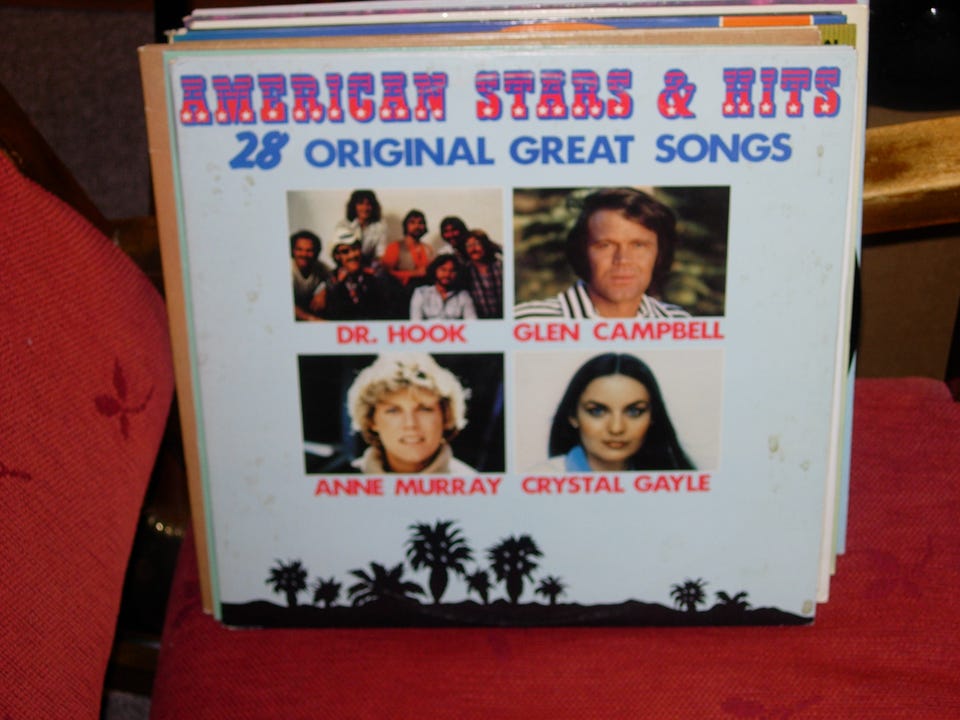 AMERICAN STARS & HITS
28 ORIGINAL GREAT SONGS
DR. HOOK GLEN CAMPBELL
ANNE MURRAY CRYSTAL GAYLE